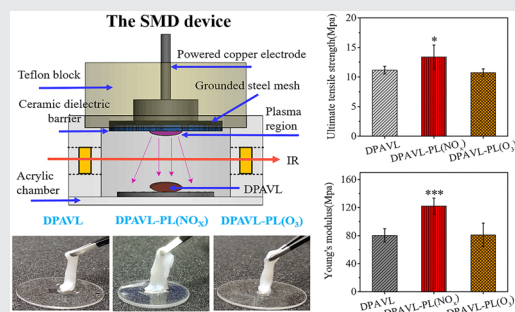 The SMD device
Powered copper electrode
Teflon block
Grounded steel mesh
Ceramic dielectric
barrier
Plasma
region
IR
Acrylic
chamber
DPAVL
DPAVL
DPAVL-PL(NOX)
DPAVL-PL(O3)
Ultimate tensile strength(Mpa)
20
15
10
5
0
*
DPAVL
DPAVL-PL(NOx)
DPAVL-PL(O3)
Young's modulus(Mpa)
160
120
80
40
0
***
DPAVL
DPAVL-PL(NOx)
DPAVL-PL(O3)